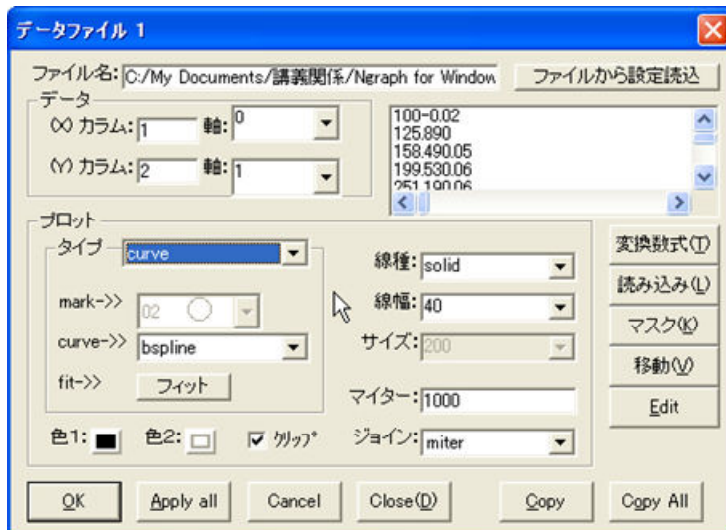 データファイル 1
ファイル名: C:/My Documents/講義関係/Ngraph for Window
ファイルから設定読込
データ
(X) カラム: 1 軸: 0
(Y) カラム: 2 軸: 1
100-0.02
125.890
158.490.05
199.530.06
251.190.06
プロット
タイプ curve
mark->> 02
curve->> bspline
fit->> フィット
線種: solid
線幅: 40
サイズ: 200
マイター: 1000
ジョイン: miter
色1: 色2: クリップ
変換数式(T)
読み込み(L)
マスク(K)
移動(V)
Edit
OK Apply all Cancel Close(D) Copy Copy All